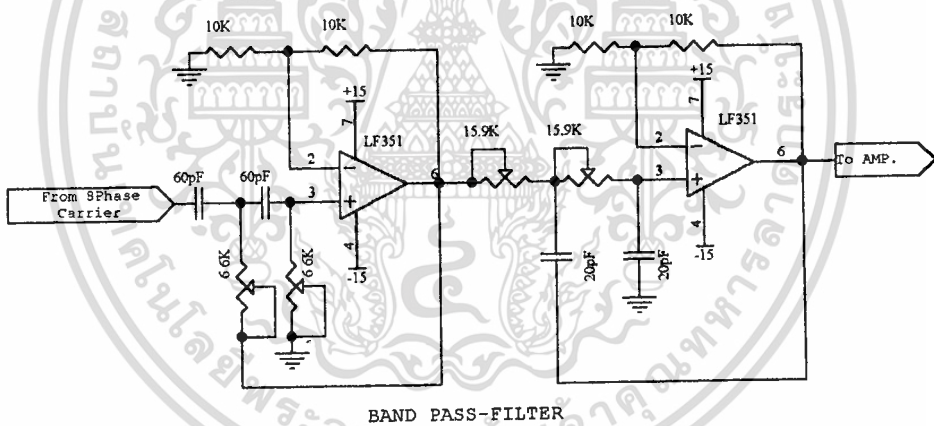 10K
10K
10K
10K
+15
7
LF351
+15
7
LF351
15.9K
15.9K
2
3
6
4
-15
2
3
6
4
-15
To AMP.
60pF
60pF
From 8Phase
Carrier
6.6K
6.6K
20pF
20pF
BAND PASS-FILTER